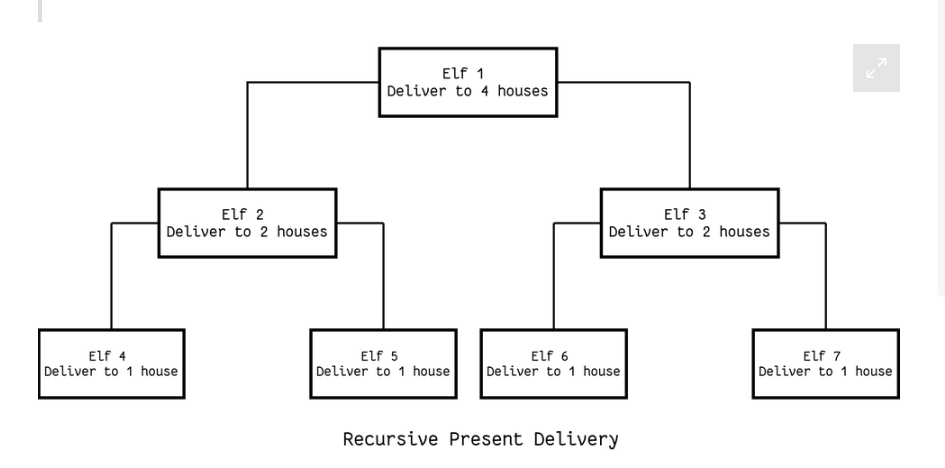 Elf 1
Deliver to 4 houses
Elf 2
Deliver to 2 houses
Elf 3
Deliver to 2 houses
Elf 4
Deliver to 1 house
Elf 5
Deliver to 1 house
Elf 6
Deliver to 1 house
Elf 7
Deliver to 1 house
Recursive Present Delivery